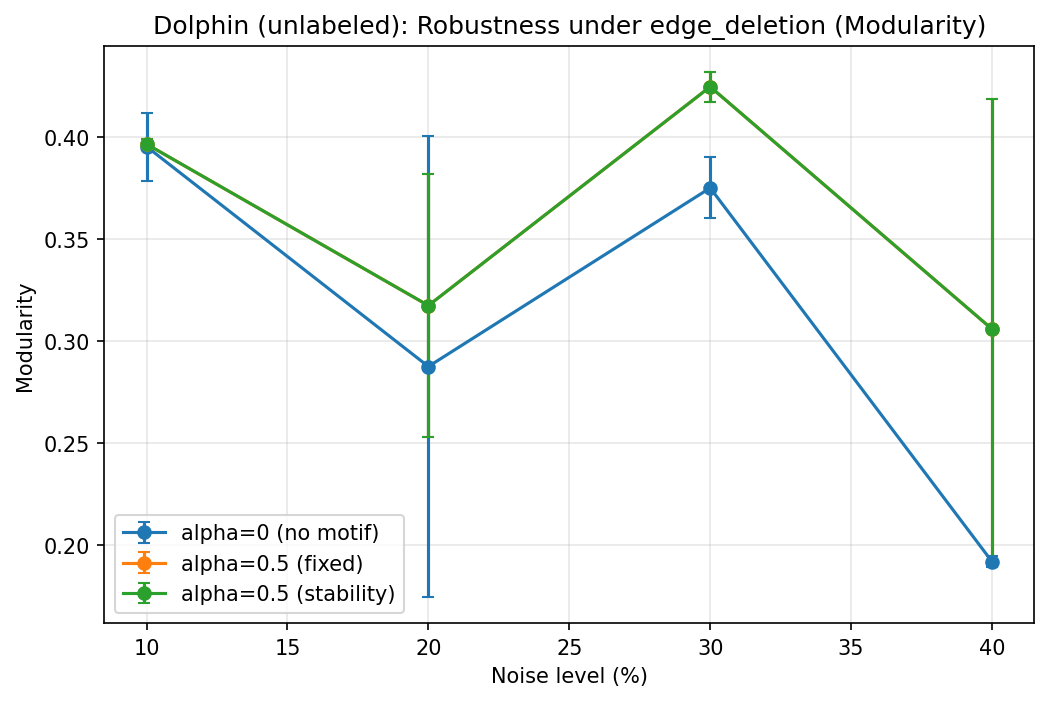 Dolphin (unlabeled): Robustness under edge_deletion (Modularity)
Modularity
0.40
0.35
0.30
0.25
0.20
alpha=0 (no motif)
alpha=0.5 (fixed)
alpha=0.5 (stability)
10 15 20 25 30 35 40
Noise level (%)